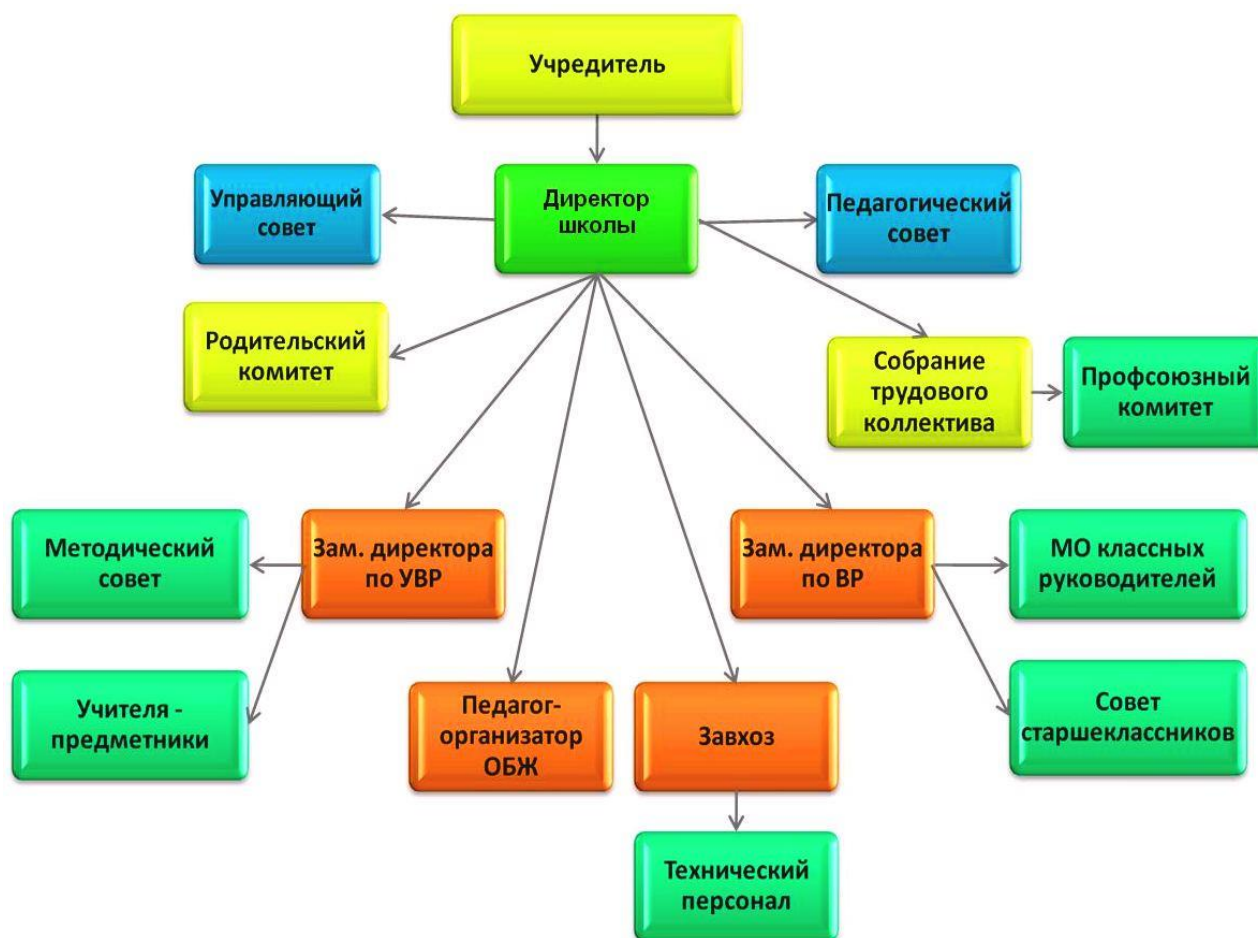 Учредитель
Управляющий
совет
Директор
школы
Педагогический
совет
Родительский
комитет
Собрание
трудового
коллектива
Профсоюзный
комитет
Методический
совет
Зам. директора
по УВР
Зам. директора
по ВР
МО классных
руководителей
Учителя -
предметники
Педагог-
организатор
ОБЖ
Завхоз
Совет
старшеклассников
Технический
персонал